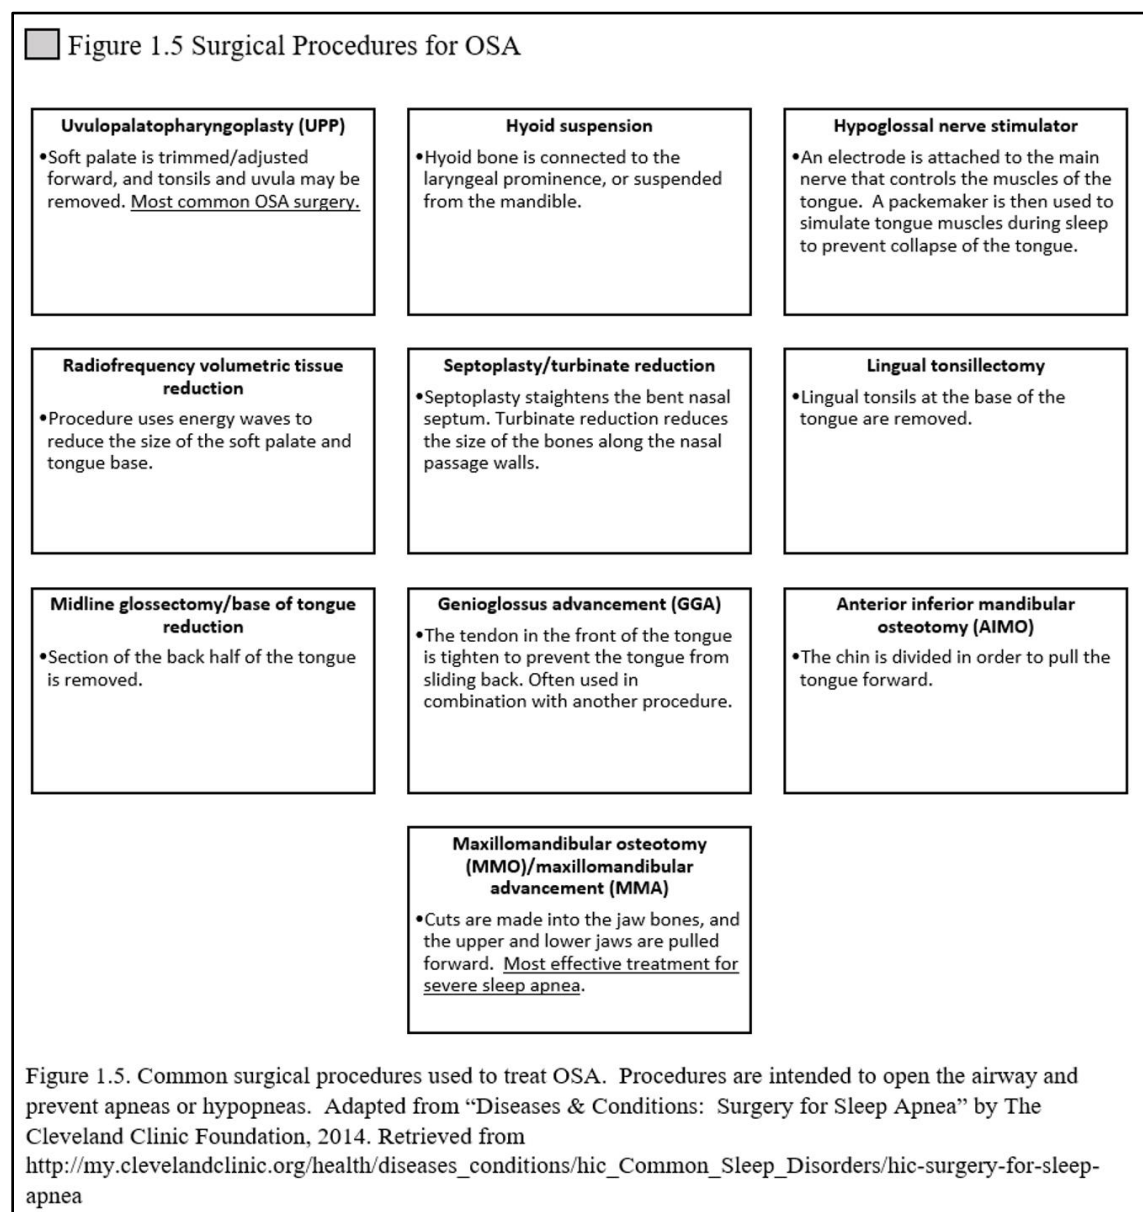 Figure 1.5 Surgical Procedures for OSA
Uvulopalatopharyngoplasty (UPP)
•Soft palate is trimmed/adjusted
forward, and tonsils and uvula may be
removed. Most common OSA surgery.
Hyoid suspension
•Hyoid bone is connected to the
laryngeal prominence, or suspended
from the mandible.
Hypoglossal nerve stimulator
•An electrode is attached to the main
nerve that controls the muscles of the
tongue. A packemaker is then used to
simulate tongue muscles during sleep
to prevent collapse of the tongue.
Radiofrequency volumetric tissue
reduction
•Procedure uses energy waves to
reduce the size of the soft palate and
tongue base.
Septoplasty/turbinate reduction
•Septoplasty staightens the bent nasal
septum. Turbinate reduction reduces
the size of the bones along the nasal
passage walls.
Lingual tonsillectomy
•Lingual tonsils at the base of the
tongue are removed.
Midline glossectomy/base of tongue
reduction
•Section of the back half of the tongue
is removed.
Genioglossus advancement (GGA)
•The tendon in the front of the tongue
is tighten to prevent the tongue from
sliding back. Often used in
combination with another procedure.
Anterior inferior mandibular
osteotomy (AIMO)
•The chin is divided in order to pull the
tongue forward.
Maxillomandibular osteotomy
(MMO)/maxillomandibular
advancement (MMA)
•Cuts are made into the jaw bones, and
the upper and lower jaws are pulled
forward. Most effective treatment for
severe sleep apnea.
Figure 1.5. Common surgical procedures used to treat OSA. Procedures are intended to open the airway and
prevent apneas or hypopneas. Adapted from “Diseases & Conditions: Surgery for Sleep Apnea” by The
Cleveland Clinic Foundation, 2014. Retrieved from
http://my.clevelandclinic.org/health/diseases_conditions/hic_Common_Sleep_Disorders/hic-surgery-for-sleep-
apnea